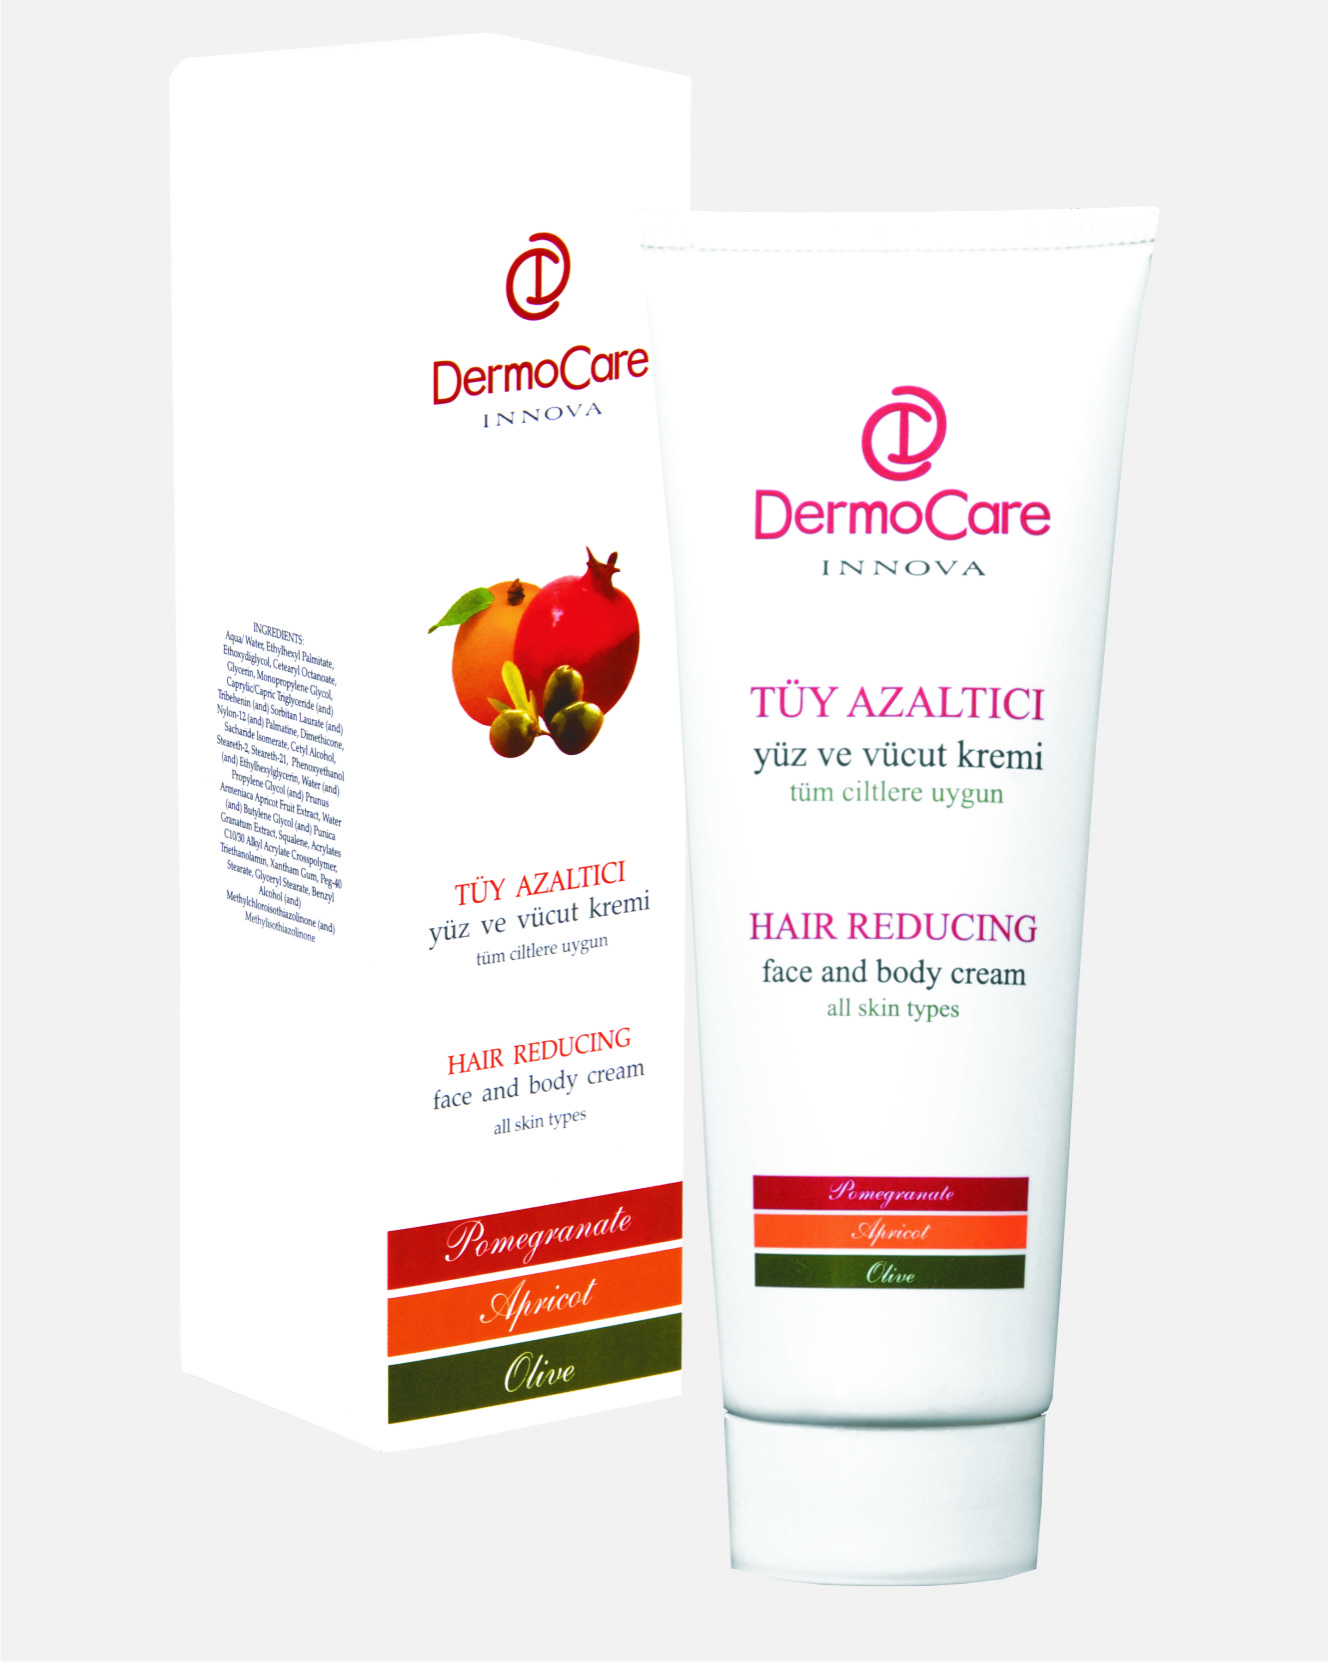 DermoCare
INNOVA
INGREDIENTS:
Aqua/ Water, Ethylhexyl Palmitate,
Ethoxydiglycol, Cetearyl Octanoate,
Glycerin, Monopropylene Glycol,
Caprylic/Capric Triglyceride (and)
Tribehenin (and) Sorbitan Laurate (and)
Nylon-12 (and) Palmatine, Dimethicone,
Sacharide Isomerate, Cetyl Alcohol,
Steareth-2, Steareth-21, Phenoxyethanol
(and) Ethylhexylglycerin, Water (and)
Propylene Glycol (and) Prunus
Armeniaca Apricot Fruit Extract, Water
(and) Butylene Glycol (and) Punica
Granatum Extract, Squalene, Acrylates
C10/30 Alkyl Acrylate Crosspolymer,
Triethanolamin, Xantham Gum, Peg-40
Stearate, Glyceryl Stearate, Benzyl
Alcohol (and)
Methylchloroisothiazolinone (and)
Methylisothiazolinone
TÜY AZALTICI
yüz ve vücut kremi
tüm ciltlere uygun
HAIR REDUCING
face and body cream
all skin types
Pomegranate
Apricot
Olive
DermoCare
INNOVA
TÜY AZALTICI
yüz ve vücut kremi
tüm ciltlere uygun
HAIR REDUCING
face and body cream
all skin types
Pomegranate
Apricot
Olive